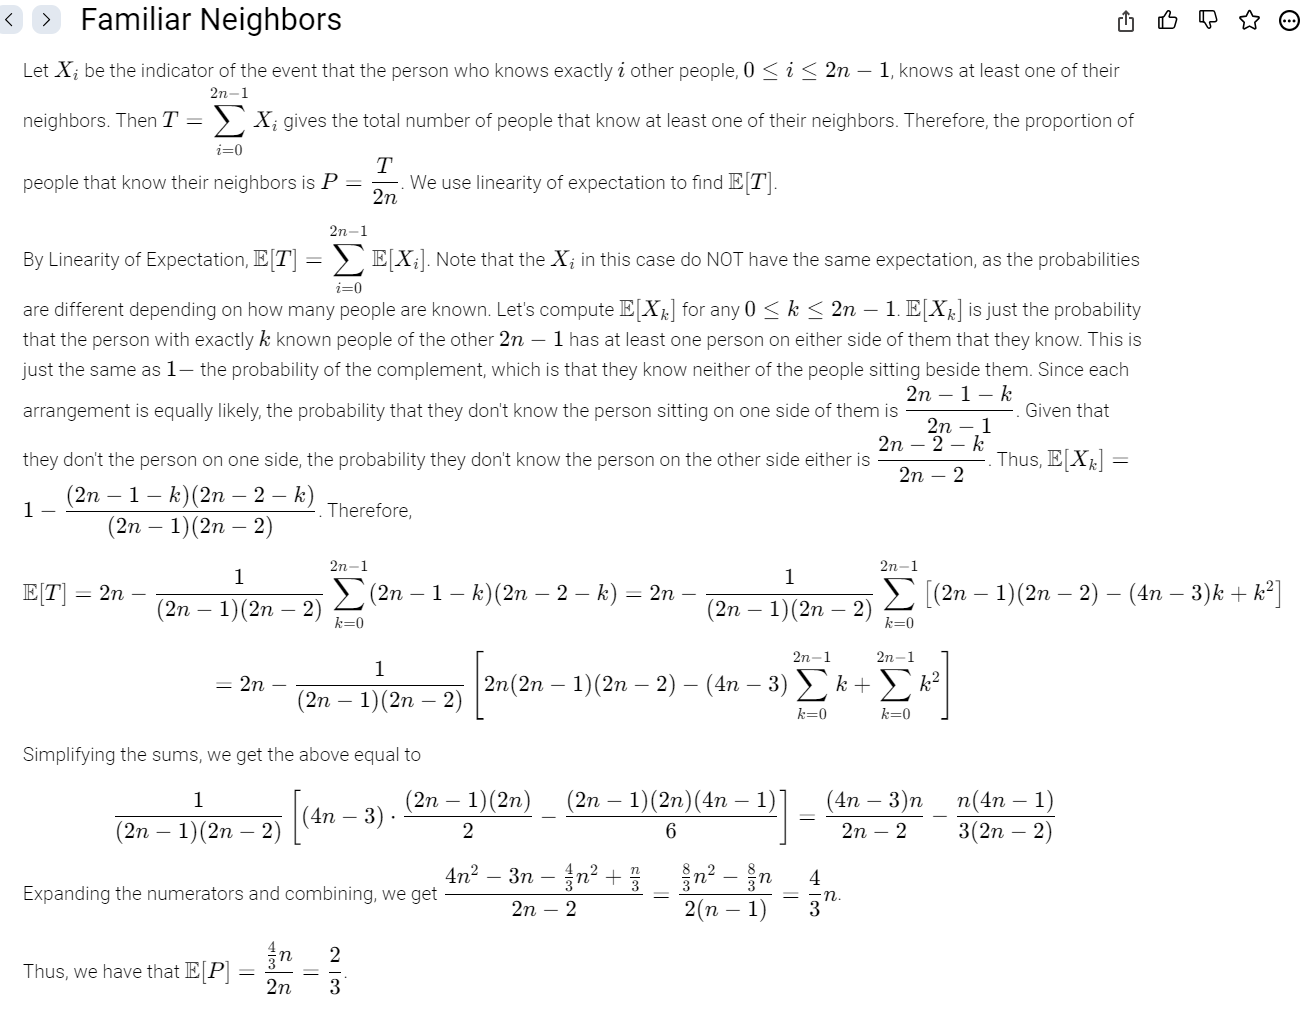 Familiar Neighbors
Let $X_i$ be the indicator of the event that the person who knows exactly $i$ other people, $0 \leq i \leq 2n - 1$, knows at least one of their
neighbors. Then $T = \sum_{i=0}^{2n-1} X_i$ gives the total number of people that know at least one of their neighbors. Therefore, the proportion of
people that know their neighbors is $P = \frac{T}{2n}$. We use linearity of expectation to find $\mathbb{E}[T]$.
By Linearity of Expectation, $\mathbb{E}[T] = \sum_{i=0}^{2n-1} \mathbb{E}[X_i]$. Note that the $X_i$ in this case do NOT have the same expectation, as the probabilities
are different depending on how many people are known. Let's compute $\mathbb{E}[X_k]$ for any $0 \leq k \leq 2n - 1$. $\mathbb{E}[X_k]$ is just the probability
that the person with exactly $k$ known people of the other $2n - 1$ has at least one person on either side of them that they know. This is
just the same as $1-$ the probability of the complement, which is that they know neither of the people sitting beside them. Since each
arrangement is equally likely, the probability that they don't know the person sitting on one side of them is $\frac{2n - 1 - k}{2n - 1}$. Given that
they don't the person on one side, the probability they don't know the person on the other side either is $\frac{2n - 2 - k}{2n - 2}$. Thus, $\mathbb{E}[X_k] =$
$1 - \frac{(2n - 1 - k)(2n - 2 - k)}{(2n - 1)(2n - 2)}$. Therefore,
$\mathbb{E}[T] = 2n - \frac{1}{(2n - 1)(2n - 2)} \sum_{k=0}^{2n-1} (2n - 1 - k)(2n - 2 - k) = 2n - \frac{1}{(2n - 1)(2n - 2)} \sum_{k=0}^{2n-1} [(2n - 1)(2n - 2) - (4n - 3)k + k^2]$
$= 2n - \frac{1}{(2n - 1)(2n - 2)} \left[ 2n(2n - 1)(2n - 2) - (4n - 3) \sum_{k=0}^{2n-1} k + \sum_{k=0}^{2n-1} k^2 \right]$
Simplifying the sums, we get the above equal to
$\frac{1}{(2n - 1)(2n - 2)} \left[ (4n - 3) \cdot \frac{(2n - 1)(2n)}{2} - \frac{(2n - 1)(2n)(4n - 1)}{6} \right] = \frac{(4n - 3)n}{2n - 2} - \frac{n(4n - 1)}{3(2n - 2)}$
Expanding the numerators and combining, we get $\frac{4n^2 - 3n - \frac{4}{3}n^2 + \frac{n}{3}}{2n - 2} = \frac{\frac{8}{3}n^2 - \frac{8}{3}n}{2(n - 1)} = \frac{4}{3}n$.
Thus, we have that $\mathbb{E}[P] = \frac{\frac{4}{3}n}{2n} = \frac{2}{3}$.